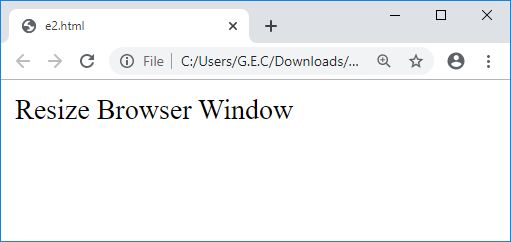 e2.html
File C:/Users/G.E.C/Downloads/...
Resize Browser Window